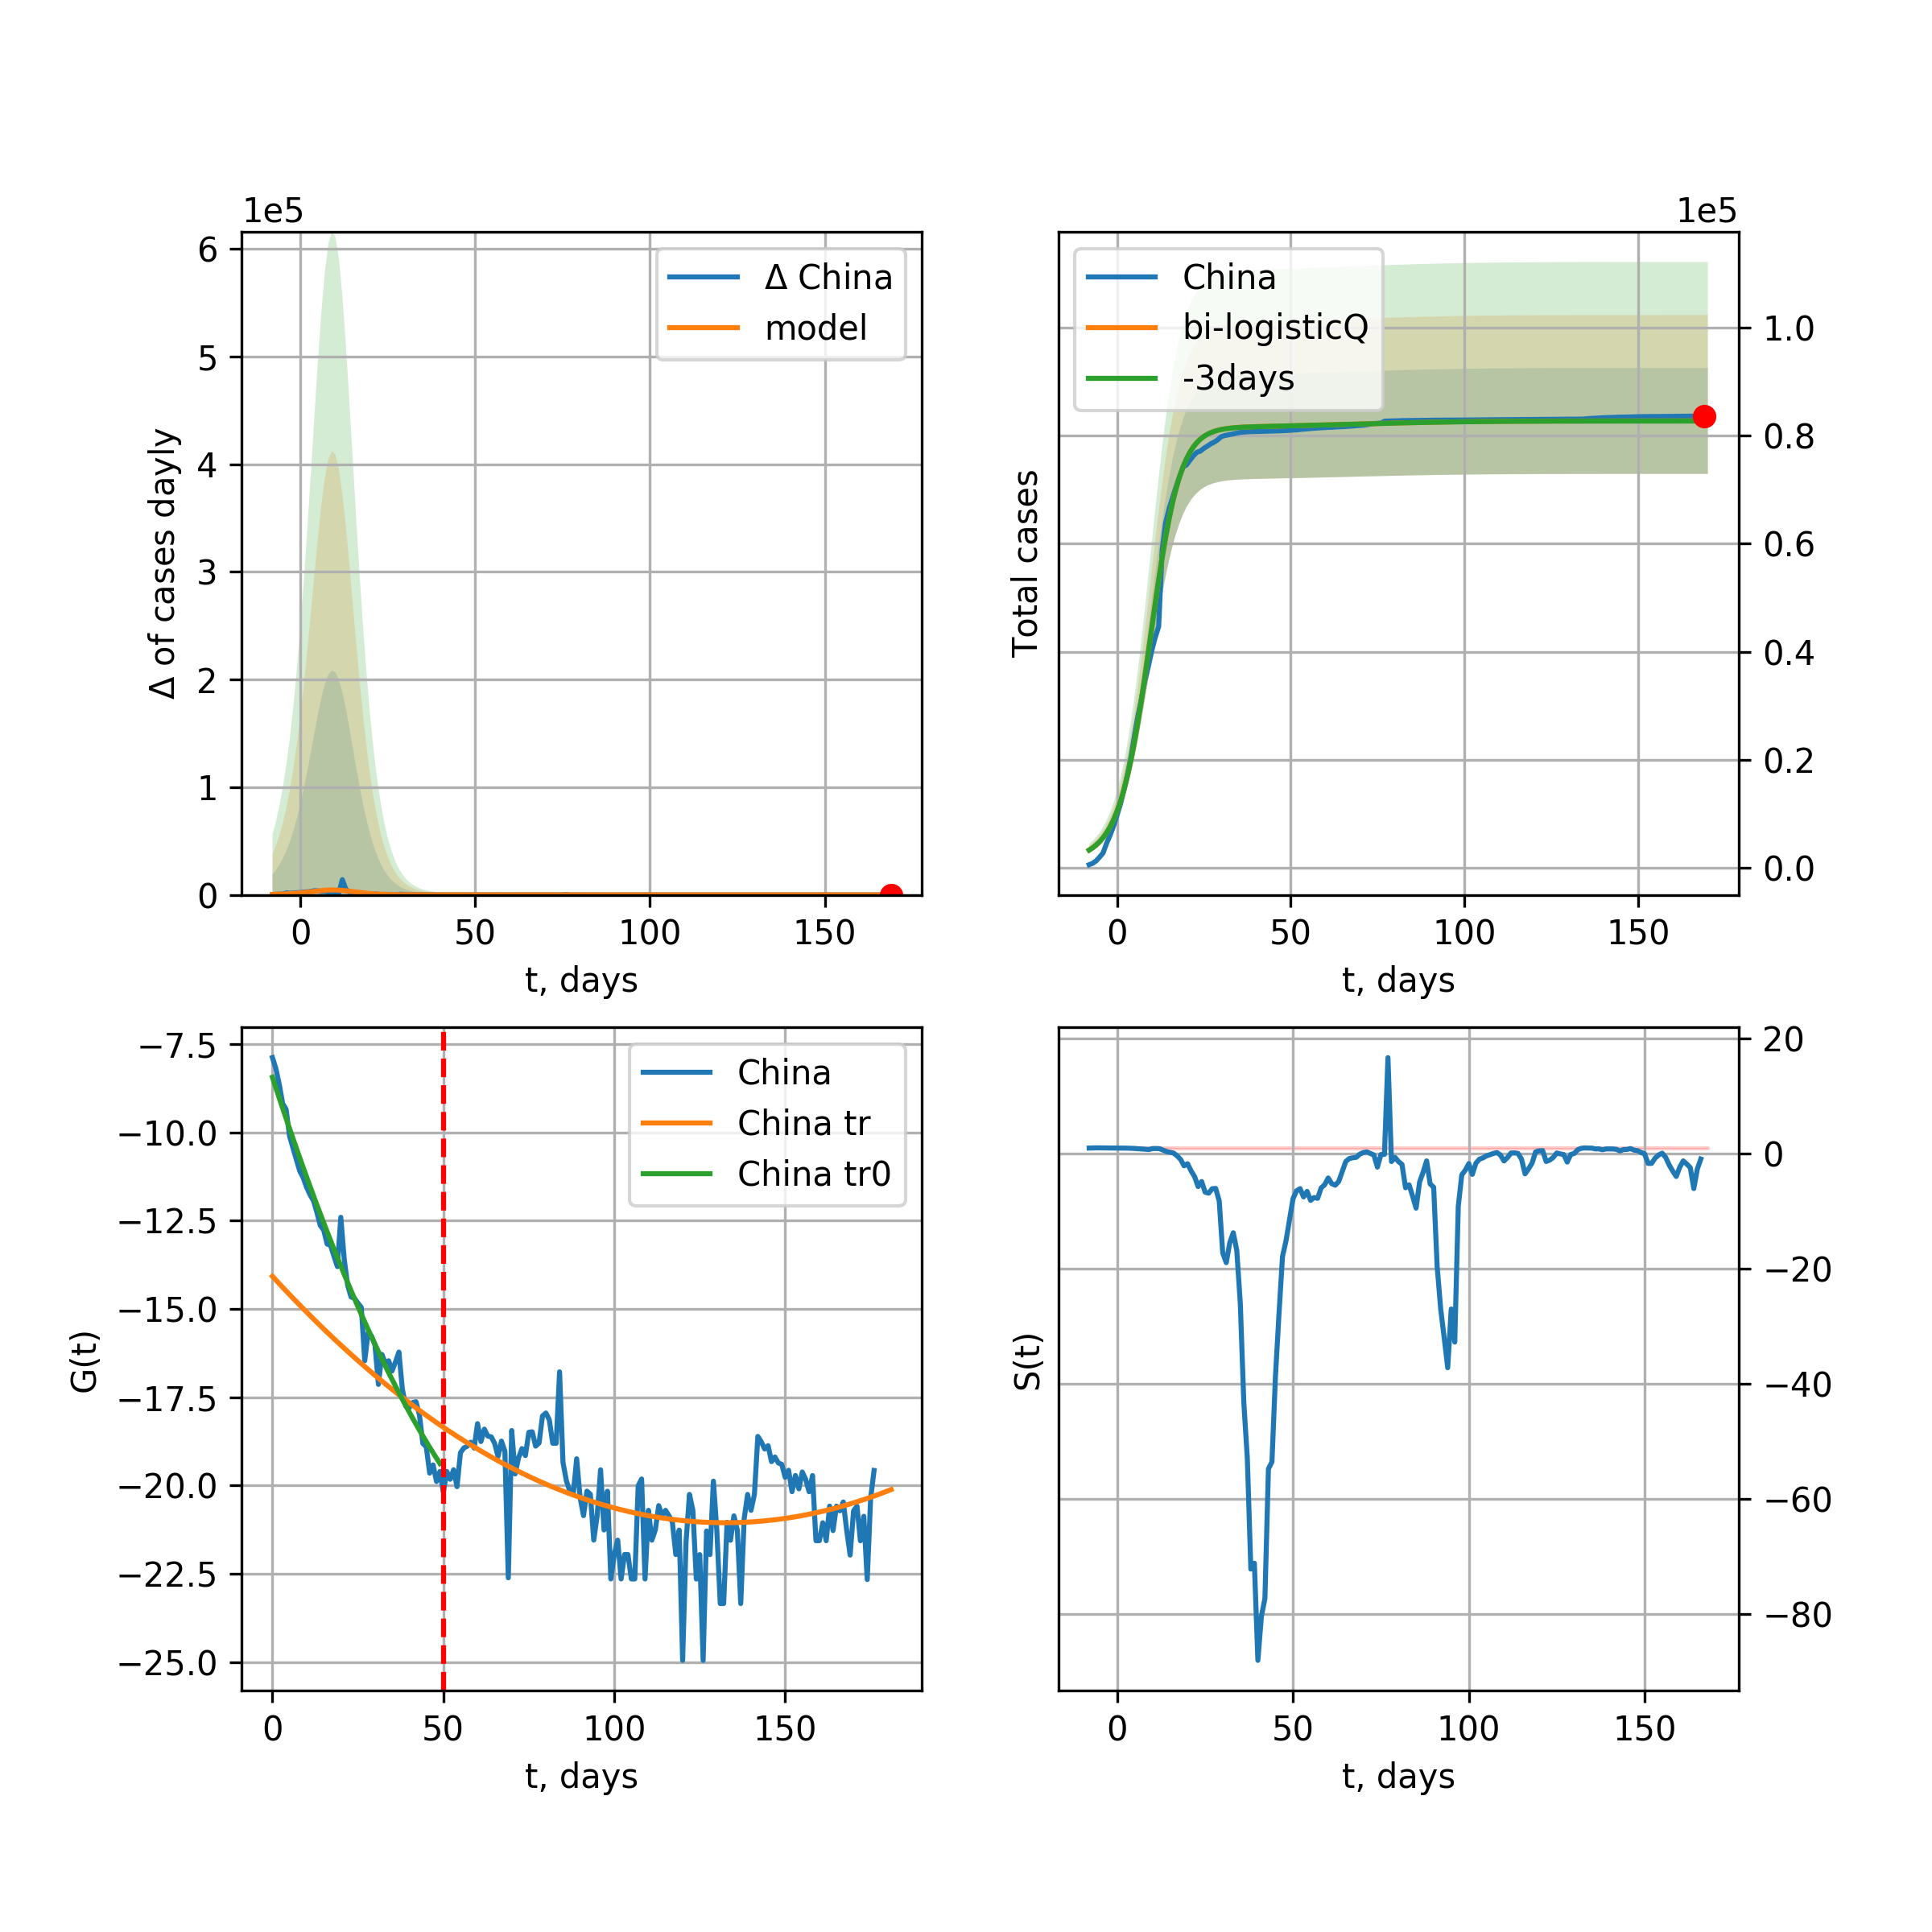 1e5
6
5
4
3
2
1
0
Δ of cases dayly
Δ China
model
0 50 100 150
t, days
1e5
China
bi-logisticQ
-3days
Total cases
1.0
0.8
0.6
0.4
0.2
0.0
0 50 100 150
t, days
−7.5
−10.0
−12.5
−15.0
−17.5
−20.0
−22.5
−25.0
G(t)
China
China tr
China tr0
0 50 100 150
t, days
S(t)
20
0
−20
−40
−60
−80
0 50 100 150
t, days